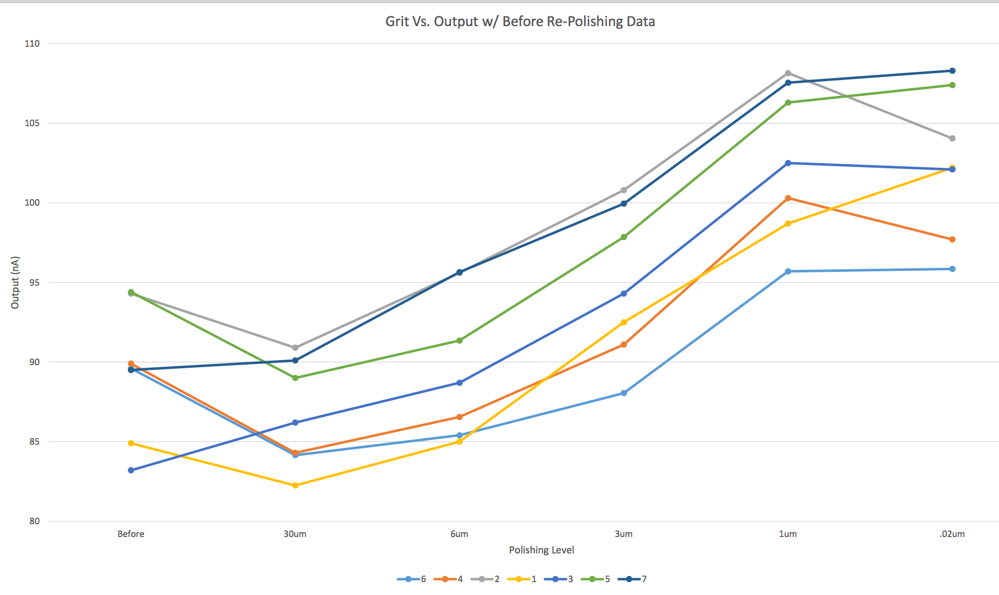 Grit Vs. Output w/ Before Re-Polishing Data
110
105
100
95
90
85
80
Output (nA)
Before 30um 6um 3um 1um .02um
Polishing Level
6 4 2 1 3 5 7